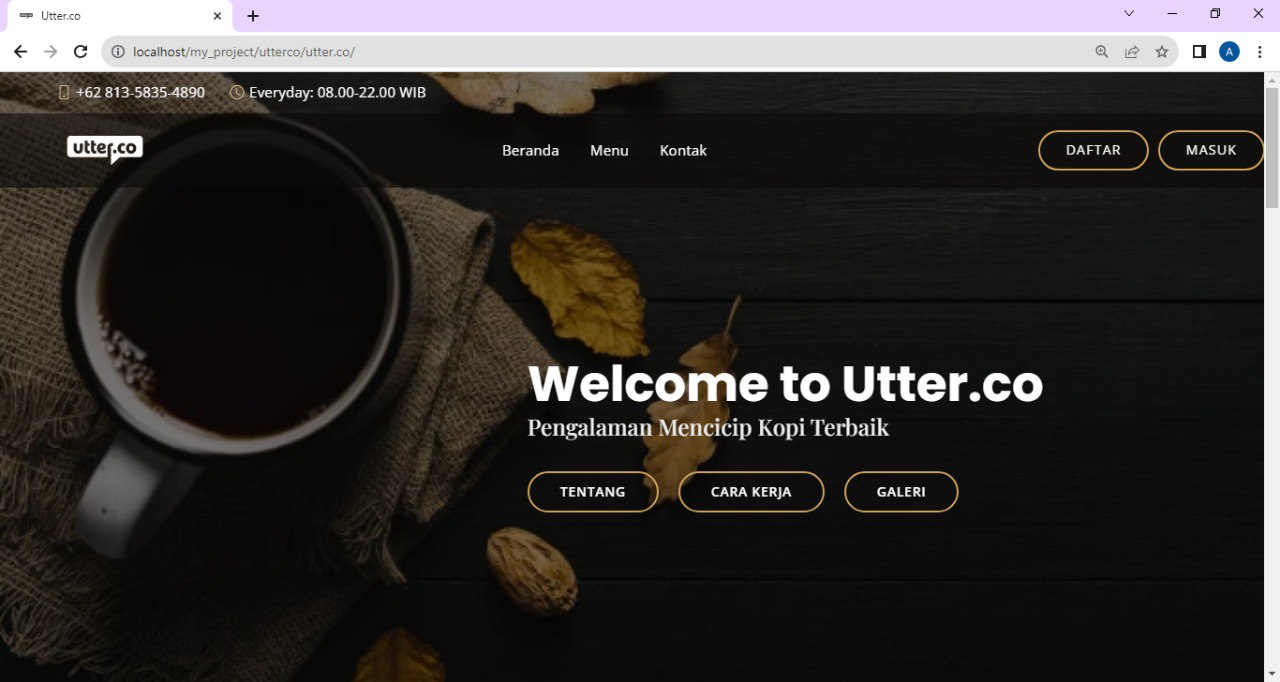 Utter.co
localhost/my_project/utterco/utter.co/
A
+62 813-5835-4890 Everyday: 08.00-22.00 WIB
utter.co Beranda Menu Kontak DAFTAR MASUK
Welcome to Utter.co
Pengalaman Mencicip Kopi Terbaik
TENTANG CARA KERJA GALERI